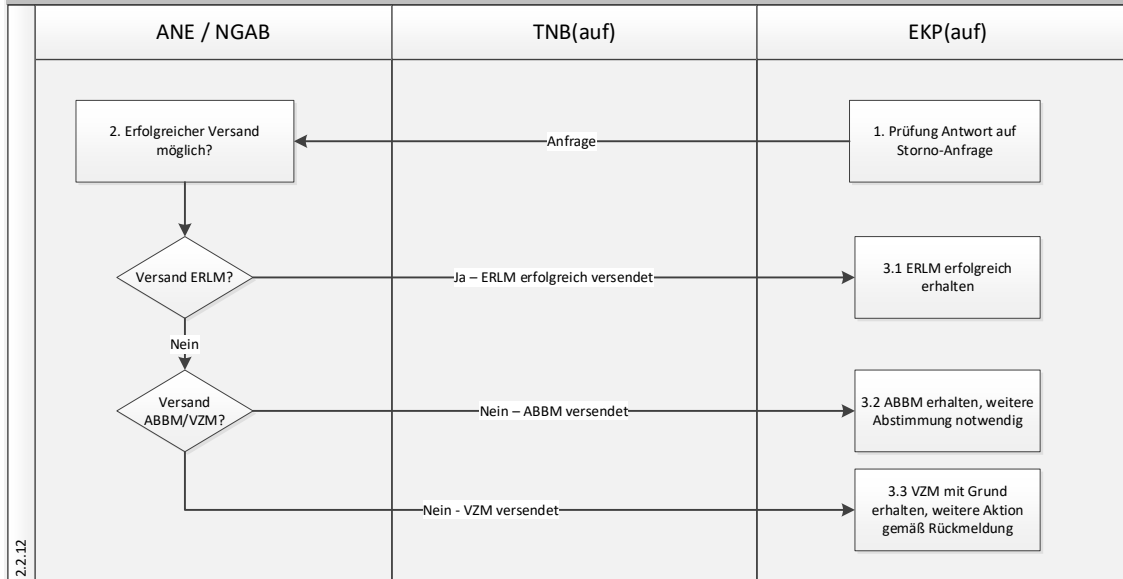 ANE / NGAB
TNB(auf)
EKP(auf)
2. Erfolgreicher Versand
möglich?
Anfrage
1. Prüfung Antwort auf
Storno-Anfrage
Versand ERLM?
Ja – ERLM erfolgreich versendet
3.1 ERLM erfolgreich
erhalten
Nein
Versand
ABBM/VZM?
Nein – ABBM versendet
3.2 ABBM erhalten, weitere
Abstimmung notwendig
Nein - VZM versendet
3.3 VZM mit Grund
erhalten, weitere Aktion
gemäß Rückmeldung
2.2.12